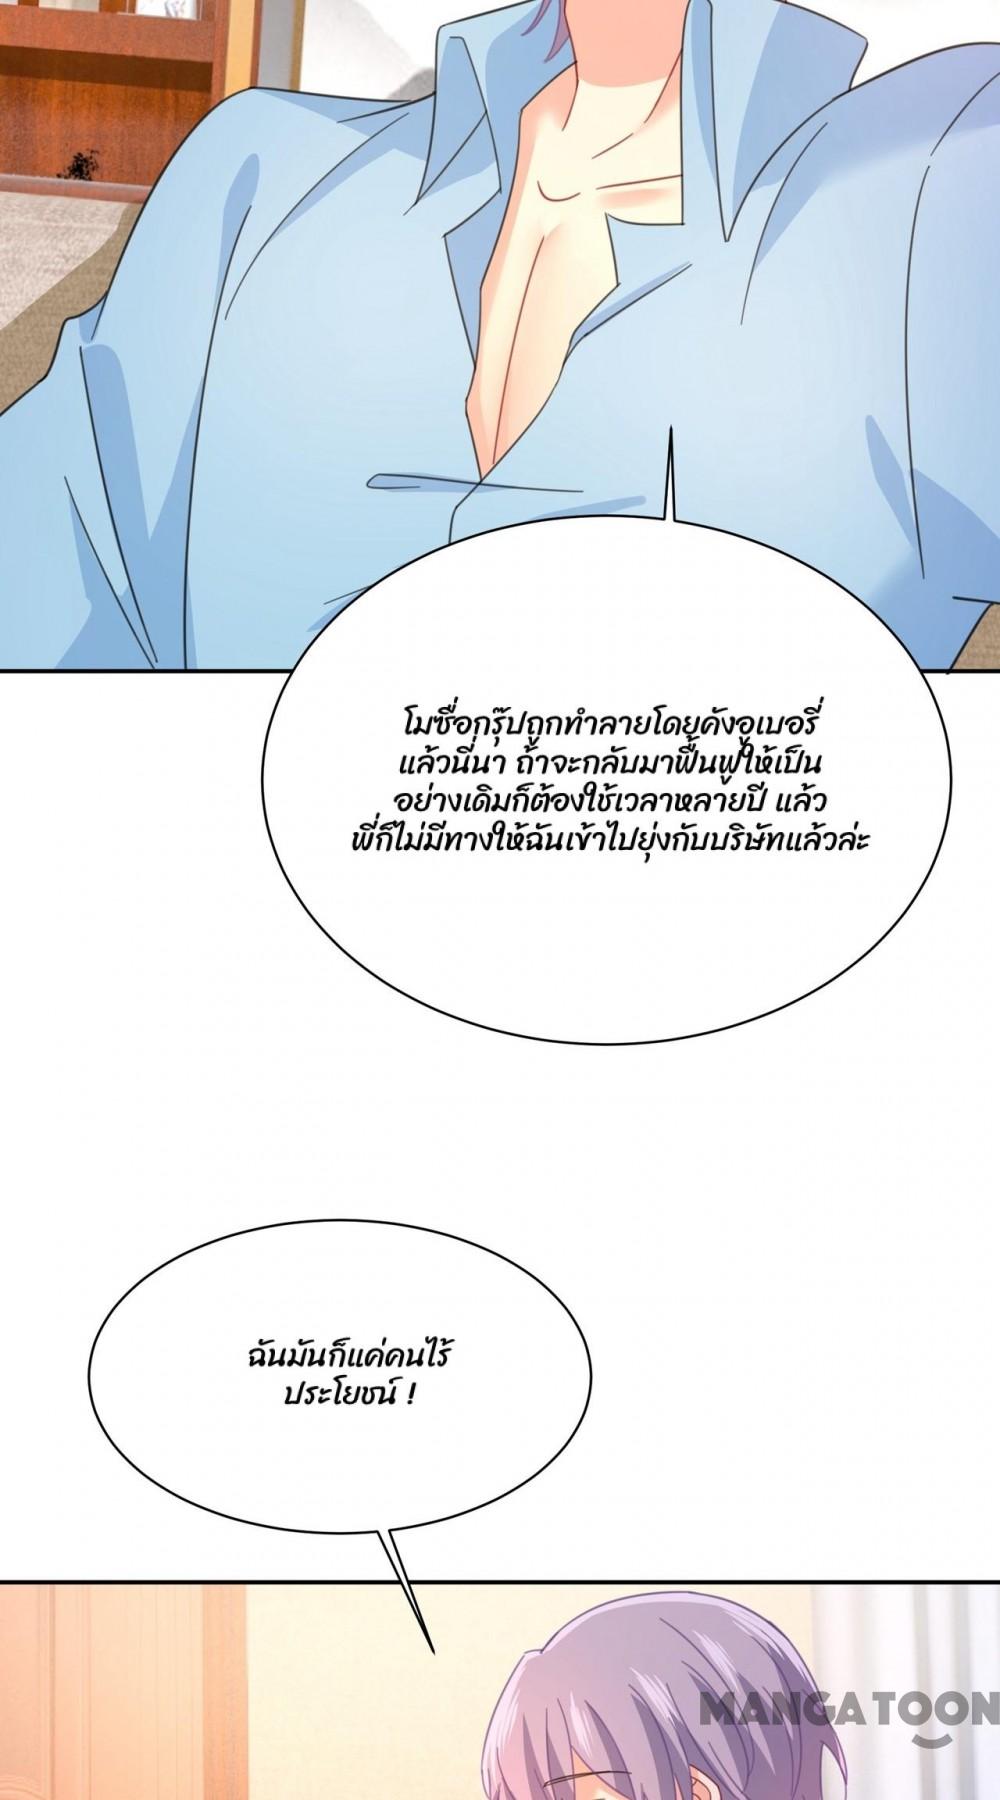 โมซื่อกรุ๊ปถูกทำลายโดยคังอูเบอรี่
แล้วนี่นา ถ้าจะกลับมาฟื้นฟูให้เป็น
อย่างเดิมก็ต้องใช้เวลาหลายปี แล้ว
พี่ก็ไม่มีทางให้ฉันเข้าไปยุ่งกับบริษัทแล้วล่ะ
ฉันมันก็แค่คนไร้
ประโยชน์ !
MANGATOON